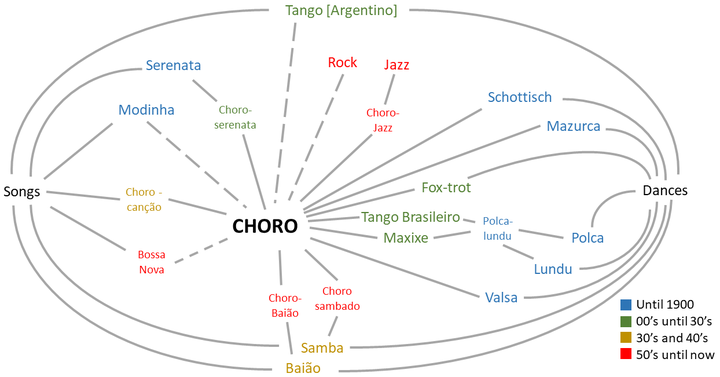 Tango [Argentino]
Serenata
Rock
Jazz
Modinha
Choro-
serenata
Choro-
Jazz
Schottisch
Mazurca
Songs
Choro -
canção
Fox-trot
Dances
CHORO
Tango Brasileiro
Maxixe
Polca-
lundu
Polca
Bossa
Nova
Lundu
Choro-
Baião
Choro
sambado
Valsa
Samba
Baião
Until 1900
00's until 30's
30's and 40's
50's until now